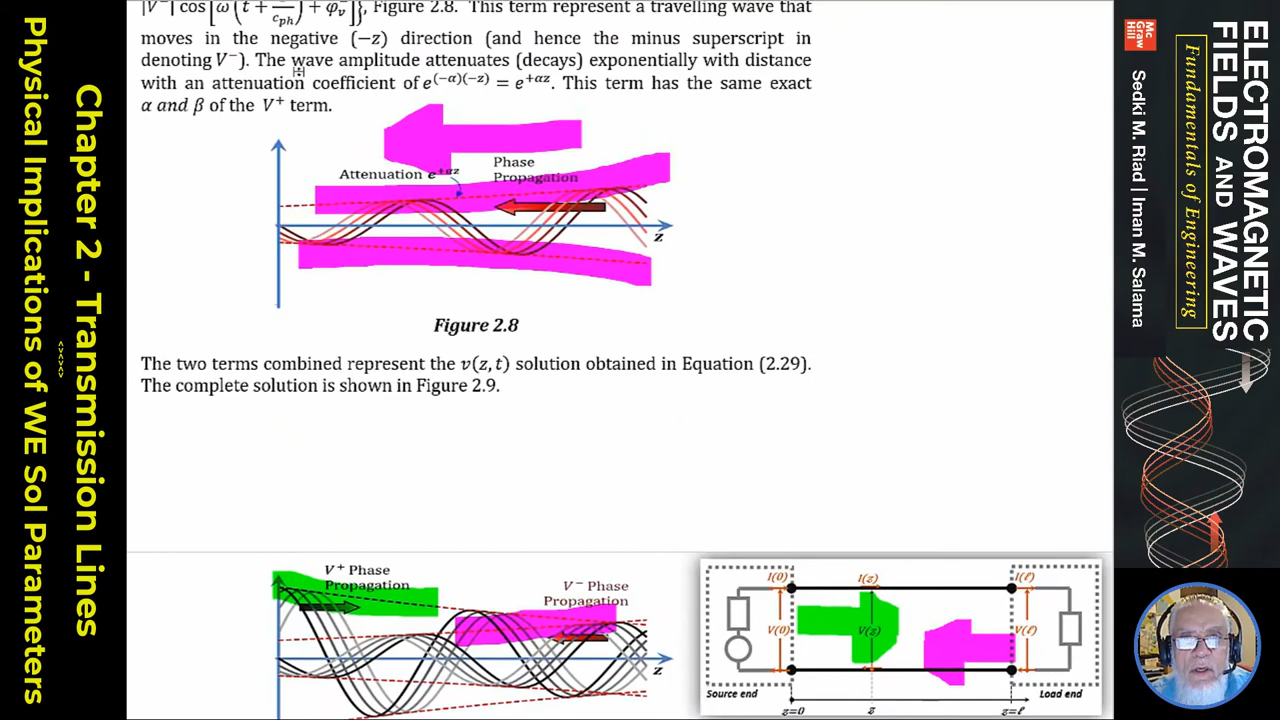 Chapter 2 - Transmission Lines
Physical Implications of WE Sol Parameters
|V⁻| cos[ω(t + z/c_ph) + φ_v⁻]}, Figure 2.8. This term represent a travelling wave that
moves in the negative (−z) dirction (and hence the minus superscript in
denoting V⁻). The wave amplitude attenuates (decays) exponentially with distance
with an attenuation coefficient of e^(−α)(−z) = e^+αz. This term has the same exact
α and β of the V⁺ term.
Attenuation e^+αz
Phase
Propagation
z
Figure 2.8
The two terms combined represent the v(z, t) solution obtained in Equation (2.29).
The complete solution is shown in Figure 2.9.
V⁺ Phase
Propagation
V⁻ Phase
Propagation
z
I(0)
I(z)
I(ℓ)
V(0)
V(z)
V(ℓ)
Source end
Load end
z=0
z
z=ℓ
Mc
Graw
Hill
ELECTROMAGNETIC
FIELDS AND WAVES
Fundamentals of Engineering
Sedki M. Riad | Iman M. Salama